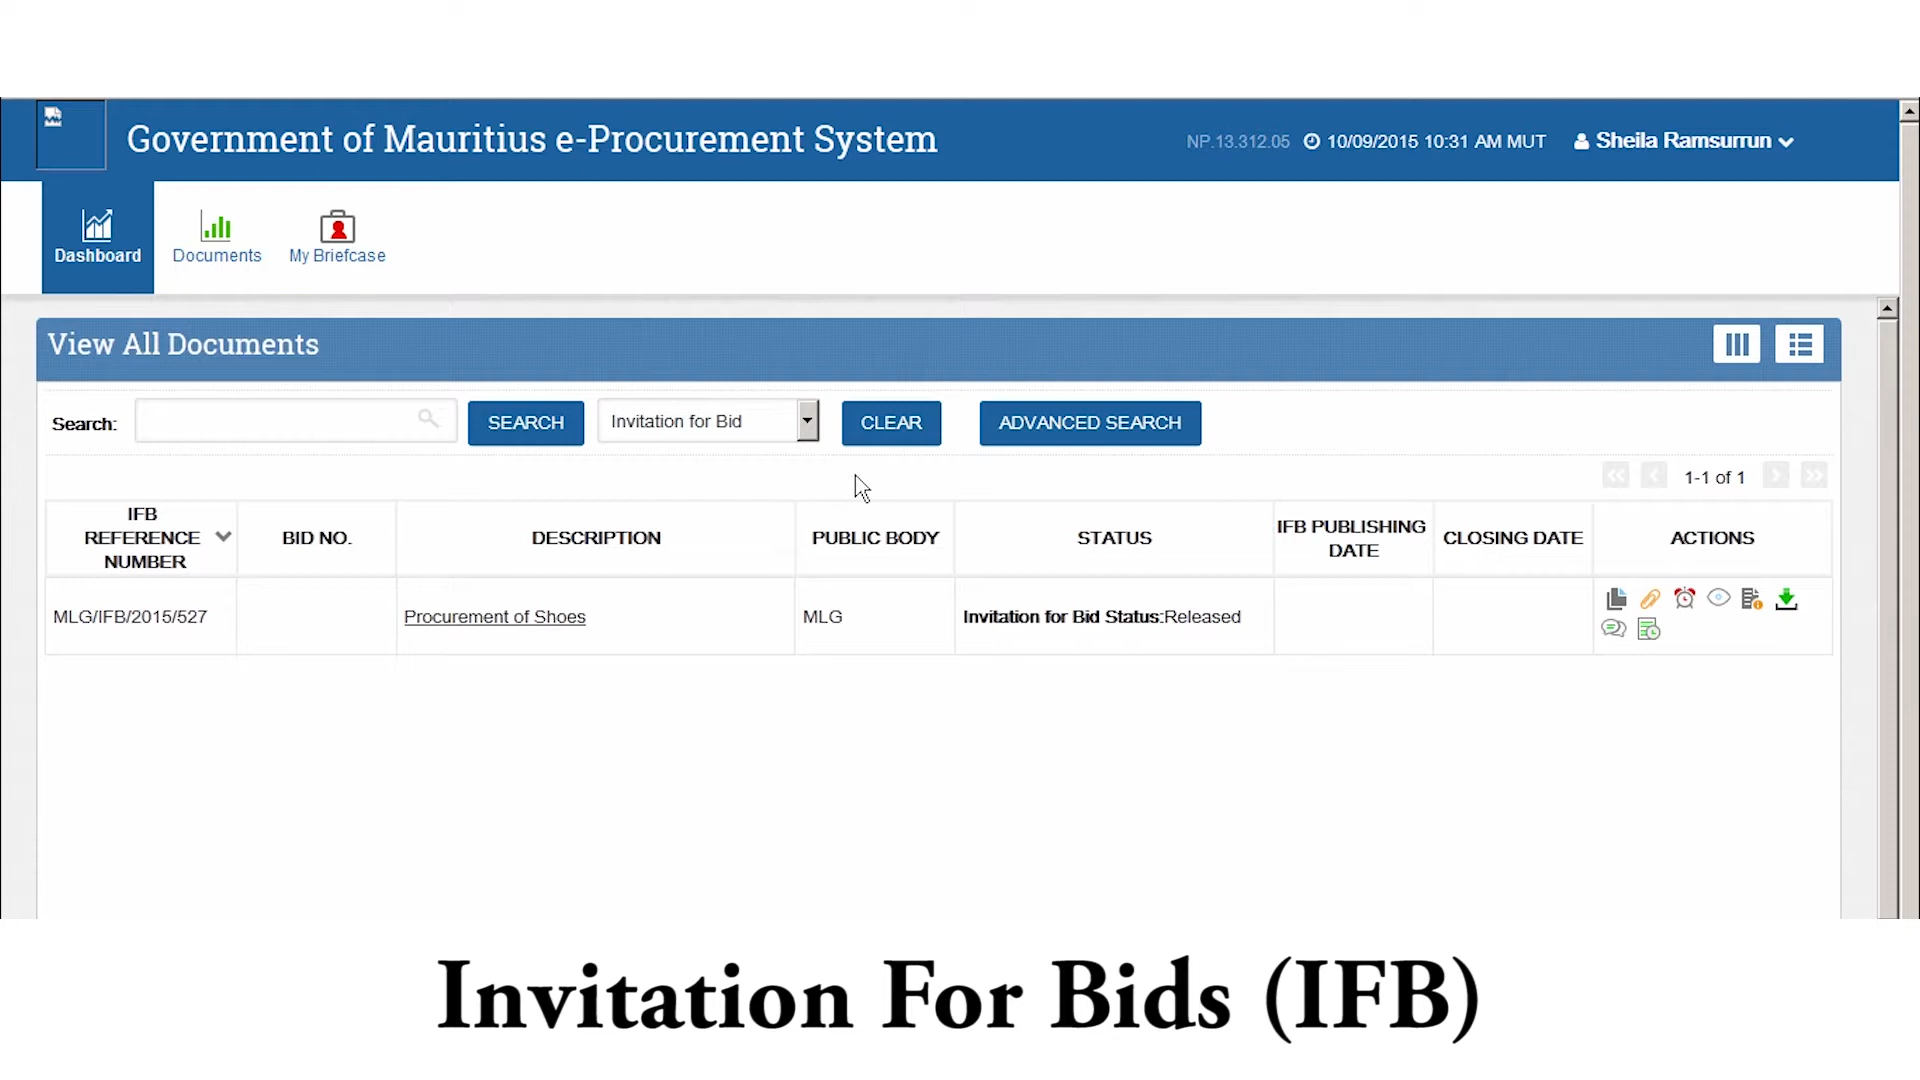 Government of Mauritius e-Procurement System
NP.13.312.05 10/09/2015 10:31 AM MUT Sheila Ramsurrun
Dashboard Documents My Briefcase
View All Documents
Search: SEARCH Invitation for Bid CLEAR ADVANCED SEARCH
1-1 of 1
IFB REFERENCE NUMBER BID NO. DESCRIPTION PUBLIC BODY STATUS IFB PUBLISHING DATE CLOSING DATE ACTIONS
MLG/IFB/2015/527 Procurement of Shoes MLG Invitation for Bid Status:Released
Invitation For Bids (IFB)